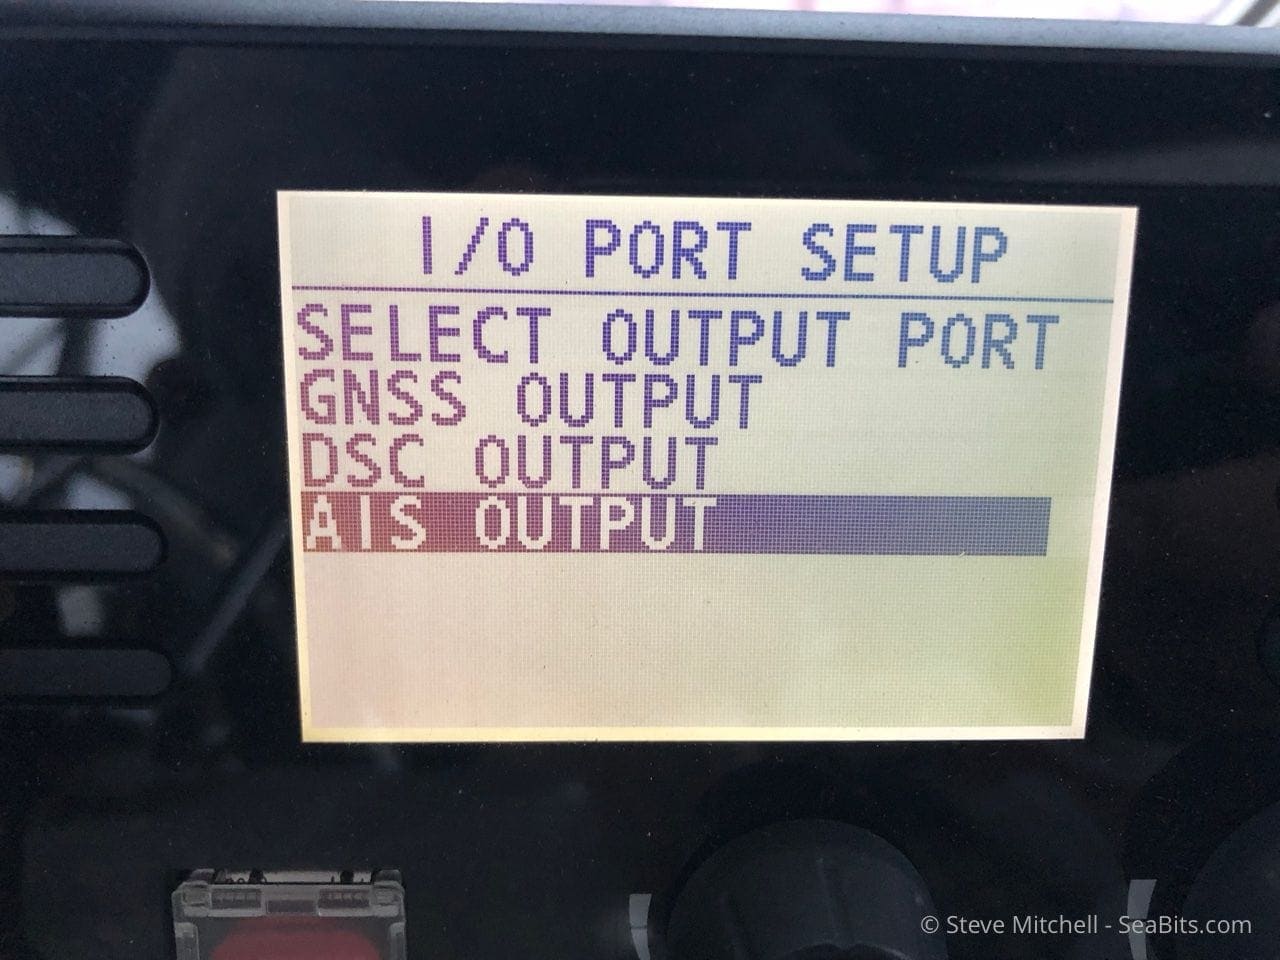 I/O PORT SETUP
SELECT OUTPUT PORT
GNSS OUTPUT
DSC OUTPUT
AIS OUTPUT
© Steve Mitchell - SeaBits.com